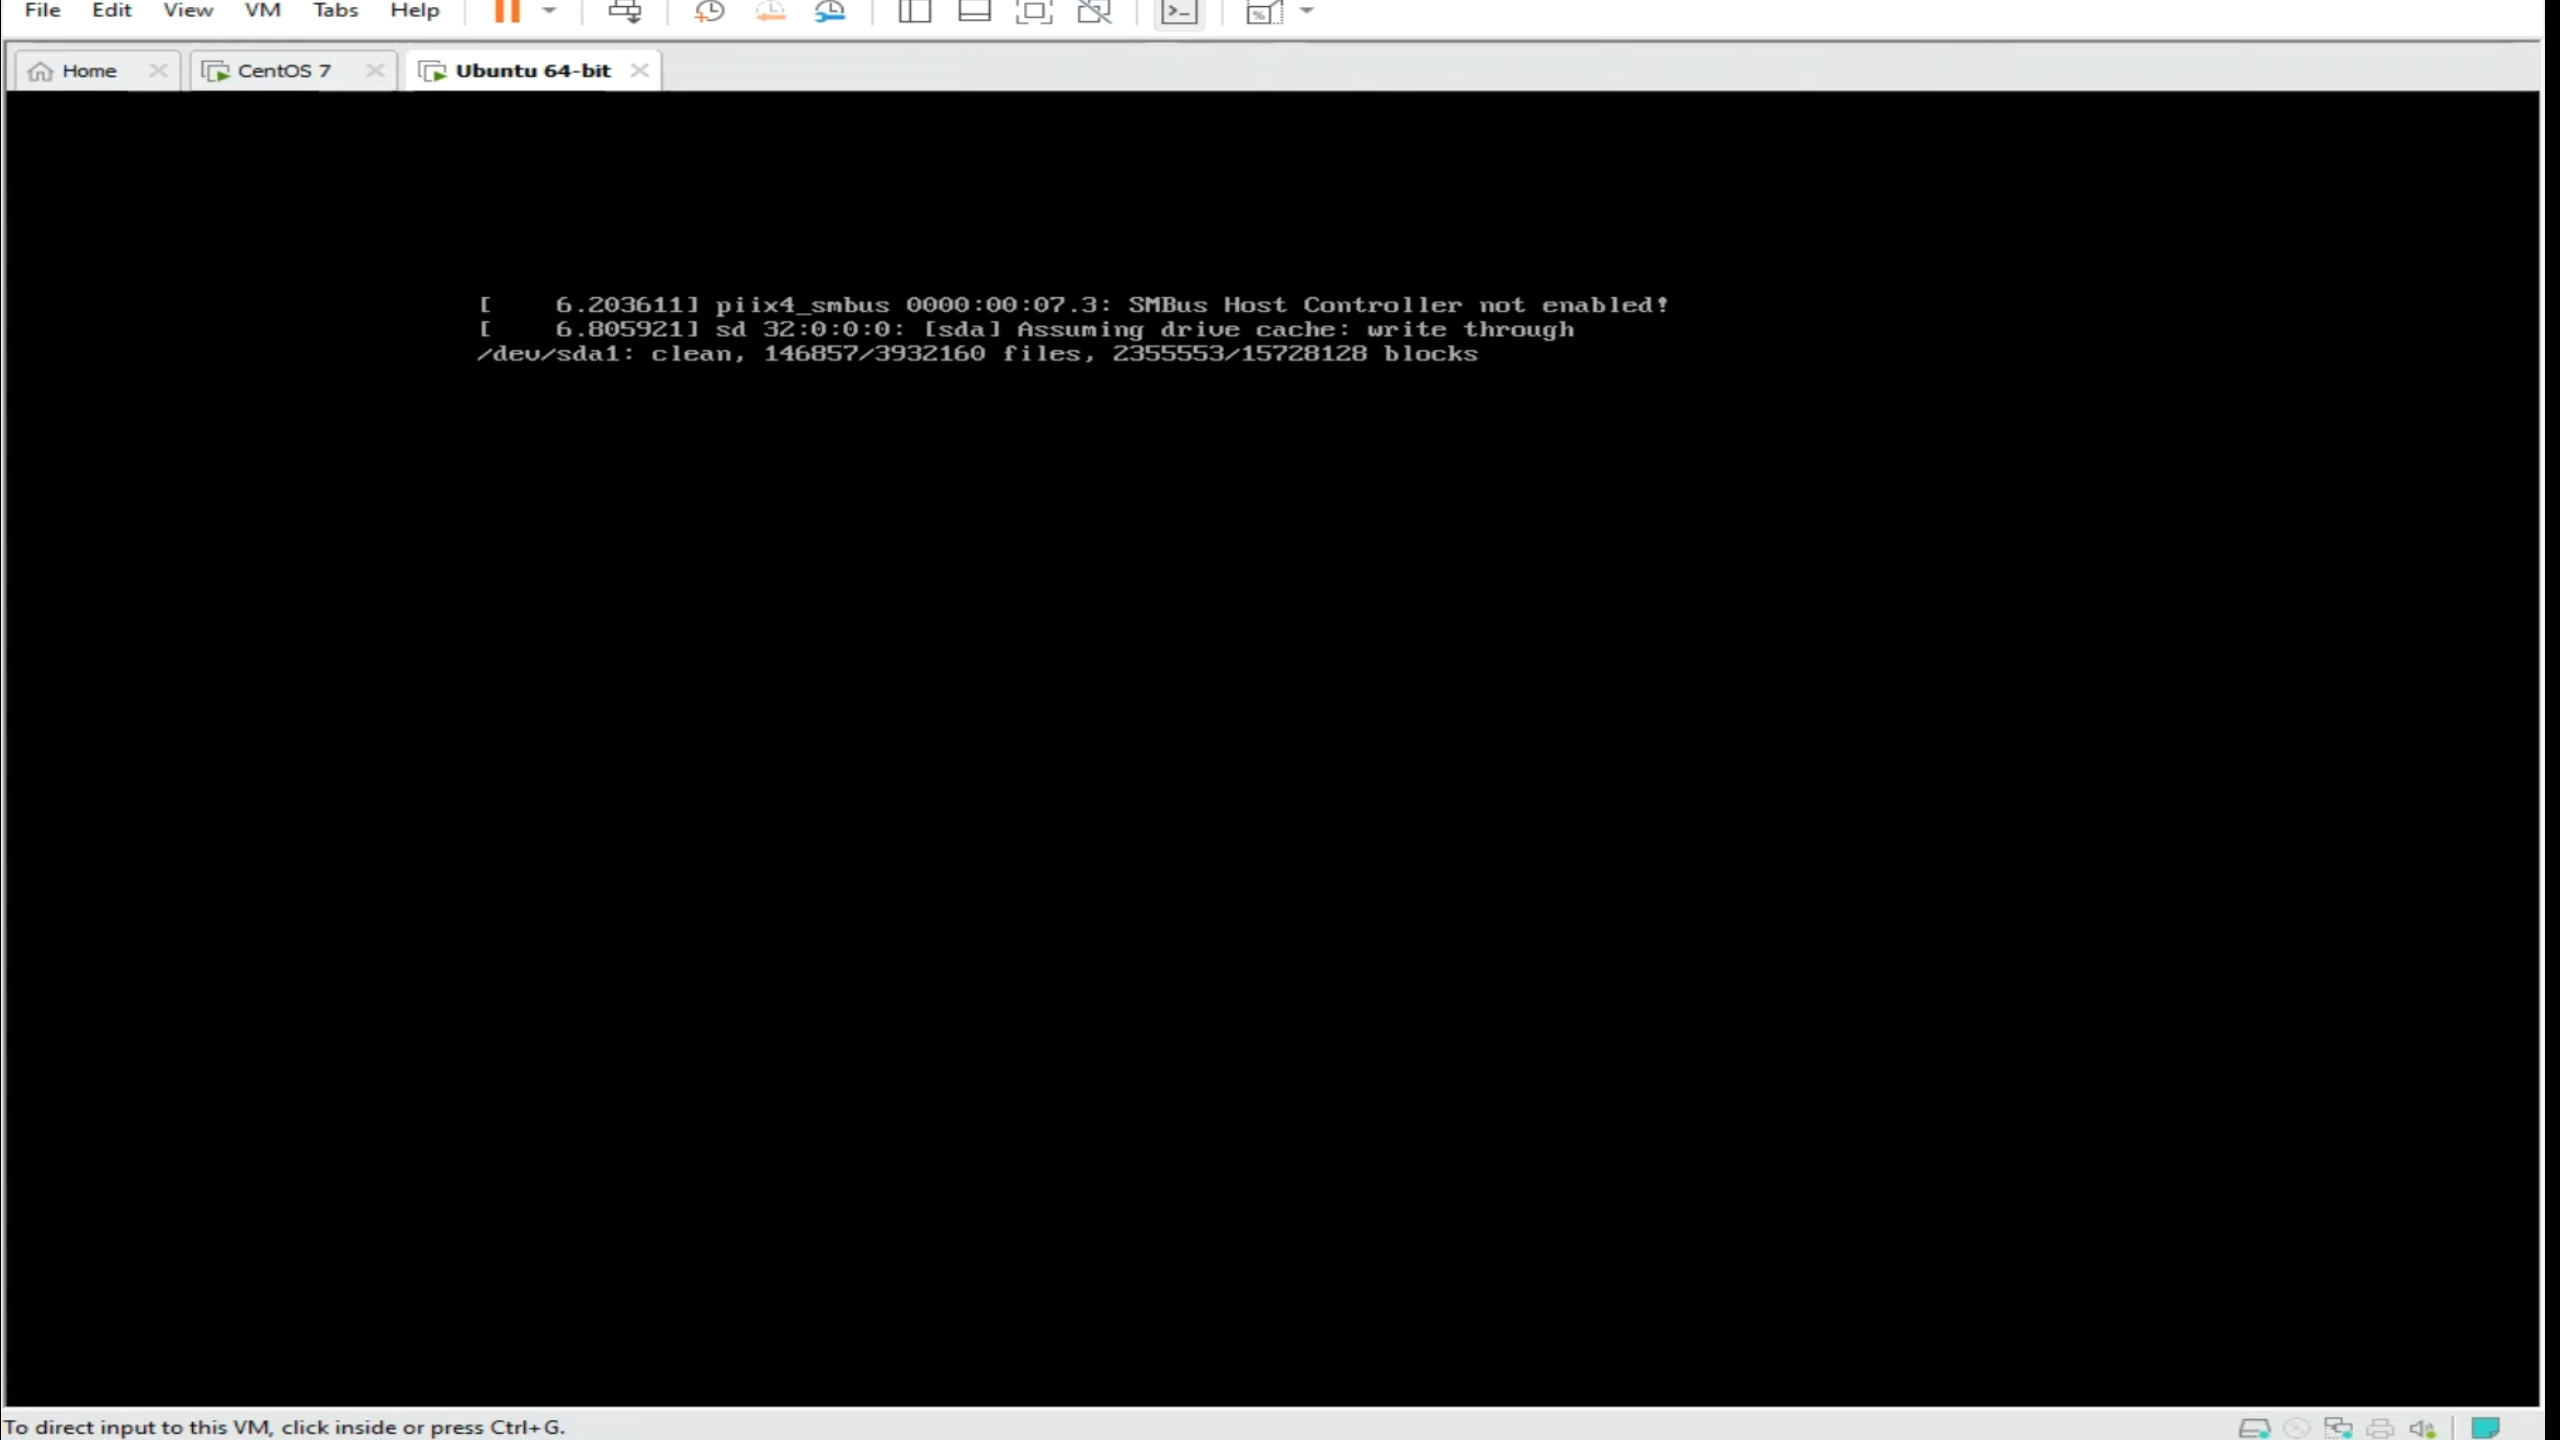 File Edit View VM Tabs Help
Home CentOS 7 Ubuntu 64-bit
[    6.203611] piix4_smbus 0000:00:07.3: SMBus Host Controller not enabled!
[    6.805921] sd 32:0:0:0: [sda] Assuming drive cache: write through
/dev/sda1: clean, 146857/3932160 files, 2355553/15728128 blocks
To direct input to this VM, click inside or press Ctrl+G.